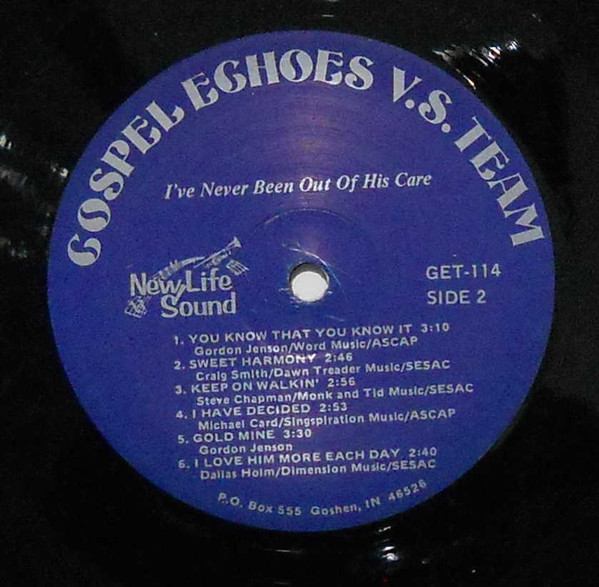 GOSPEL ECHOES V.S. TEAM
I've Never Been Out Of His Care
New Life
Sound
GET-114
SIDE 2
1. YOU KNOW THAT YOU KNOW IT 3:10
Gordon Jenson/Word Music/ASCAP
2. SWEET HARMONY 2:46
Craig Smith/Dawn Treader Music/SESAC
3. KEEP ON WALKIN' 2:56
Steve Chapman/Monk and Tid Music/SESAC
4. I HAVE DECIDED 2:53
Michael Card/Singspiration Music/ASCAP
5. GOLD MINE 3:30
Gordon Jenson
6. I LOVE HIM MORE EACH DAY 2:40
Dallas Holm/Dimension Music/SESAC
P.O. Box 555 Goshen, IN 46526